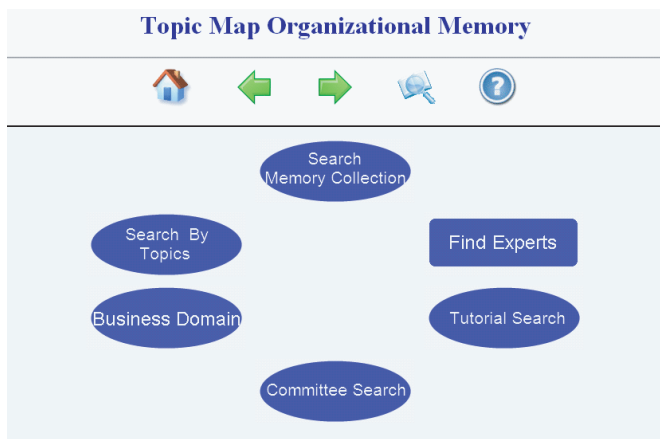 Topic Map Organizational Memory
?
Search
Memory Collection
Search By
Topics
Find Experts
Business Domain
Tutorial Search
Committee Search